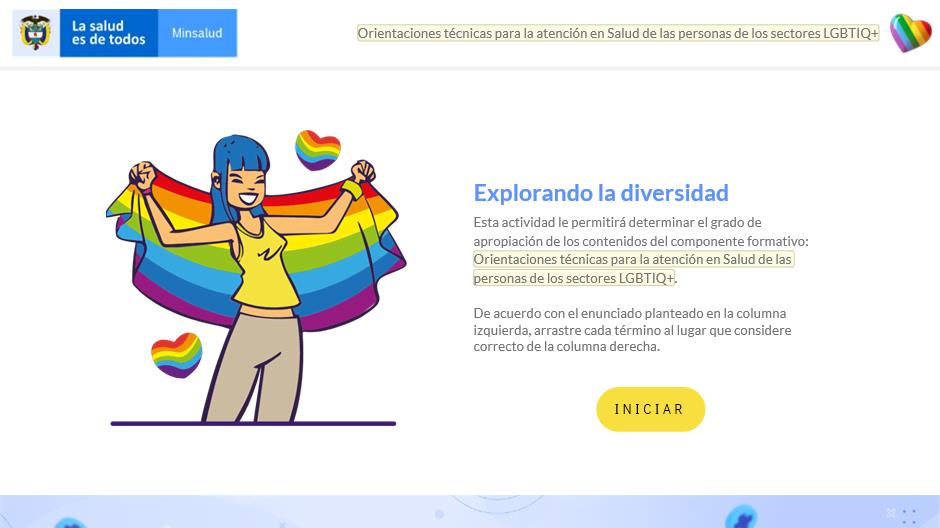 La salud
es de todos
Minsalud
Orientaciones técnicas para la atención en Salud de las personas de los sectores LGBTIQ+
Explorando la diversidad
Esta actividad le permitirá determinar el grado de
apropiación de los contenidos del componente formativo:
Orientaciones técnicas para la atención en Salud de las
personas de los sectores LGBTIQ+.
De acuerdo con el enunciado planteado en la columna
izquierda, arrastre cada término al lugar que considere
correcto de la columna derecha.
INICIAR